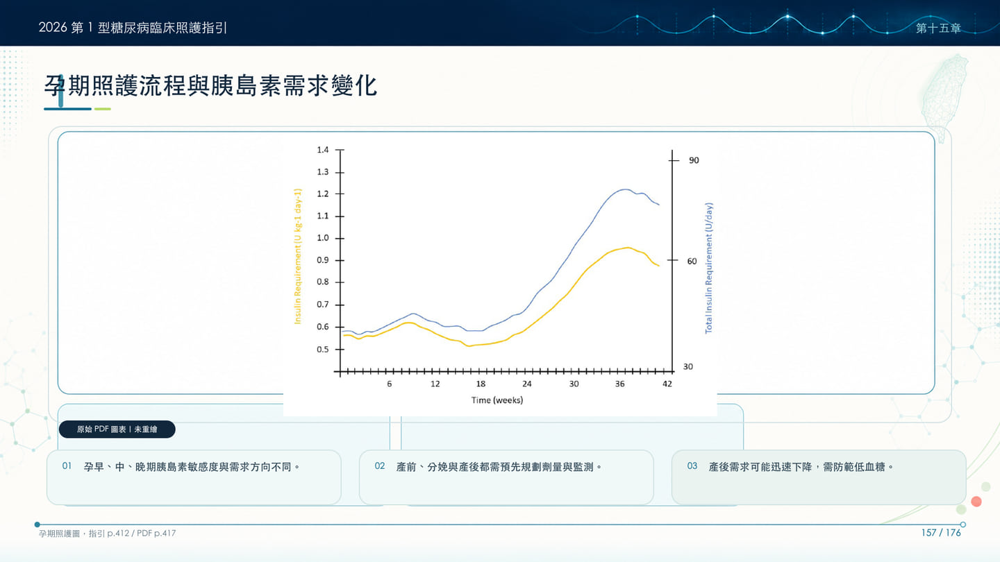 2026 第 1 型糖尿病臨床照護指引
第十五章
孕期照護流程與胰島素需求變化
Insulin Requirement (U kg-1 day-1)
1.4
1.3
1.2
1.1
1.0
0.9
0.8
0.7
0.6
0.5
6 12 18 24 30 36 42
Time (weeks)
90
60
30
Total Insulin Requirement (U/day)
原始 PDF 圖表丨未重繪
01 孕早、中、晚期胰島素敏感度與需求方向不同。
02 產前、分娩與產後都需預先規劃劑量與監測。
03 產後需求可能迅速下降，需防範低血糖。
孕期照護圖，指引 p.412 / PDF p.417
157 / 176